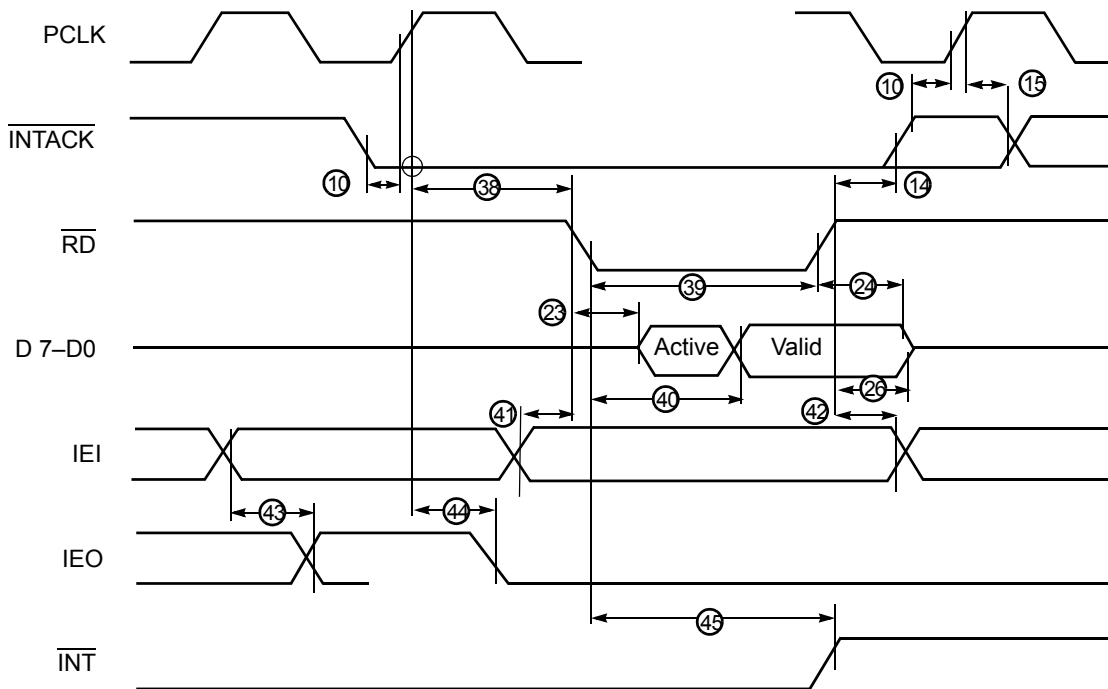 PCLK
10
15
INTACK
10
38
14
RD
39
24
23
D 7–D0
Active
Valid
26
41
40
42
IEI
43
44
IEO
45
INT